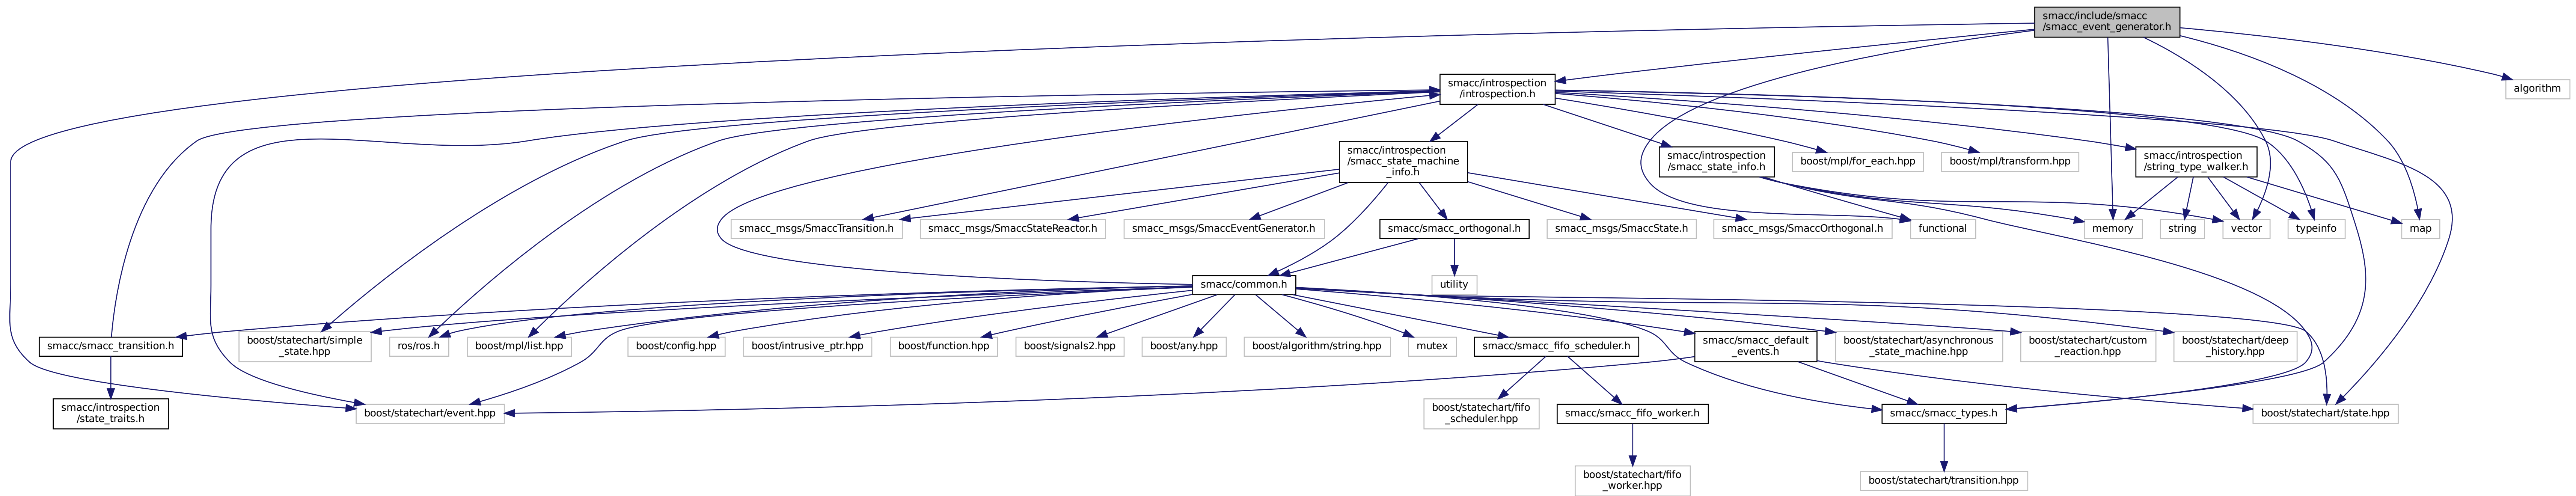 smacc/include/smacc
/smacc_event_generator.h
smacc/introspection
/introspection.h
algorithm
smacc/introspection
/smacc_state_machine
_info.h
smacc/introspection
/smacc_state_info.h
boost/mpl/for_each.hpp
boost/mpl/transform.hpp
smacc/introspection
/string_type_walker.h
smacc_msgs/SmaccTransition.h
smacc_msgs/SmaccStateReactor.h
smacc_msgs/SmaccEventGenerator.h
smacc/smacc_orthogonal.h
smacc_msgs/SmaccState.h
smacc_msgs/SmaccOrthogonal.h
functional
memory
string
vector
typeinfo
map
smacc/common.h
utility
smacc/smacc_transition.h
boost/statechart/simple
_state.hpp
ros/ros.h
boost/mpl/list.hpp
boost/config.hpp
boost/intrusive_ptr.hpp
boost/function.hpp
boost/signals2.hpp
boost/any.hpp
boost/algorithm/string.hpp
mutex
smacc/smacc_fifo_scheduler.h
smacc/smacc_default
_events.h
boost/statechart/asynchronous
_state_machine.hpp
boost/statechart/custom
_reaction.hpp
boost/statechart/deep
_history.hpp
smacc/introspection
/state_traits.h
boost/statechart/event.hpp
boost/statechart/fifo
_scheduler.hpp
smacc/smacc_fifo_worker.h
smacc/smacc_types.h
boost/statechart/state.hpp
boost/statechart/fifo
_worker.hpp
boost/statechart/transition.hpp